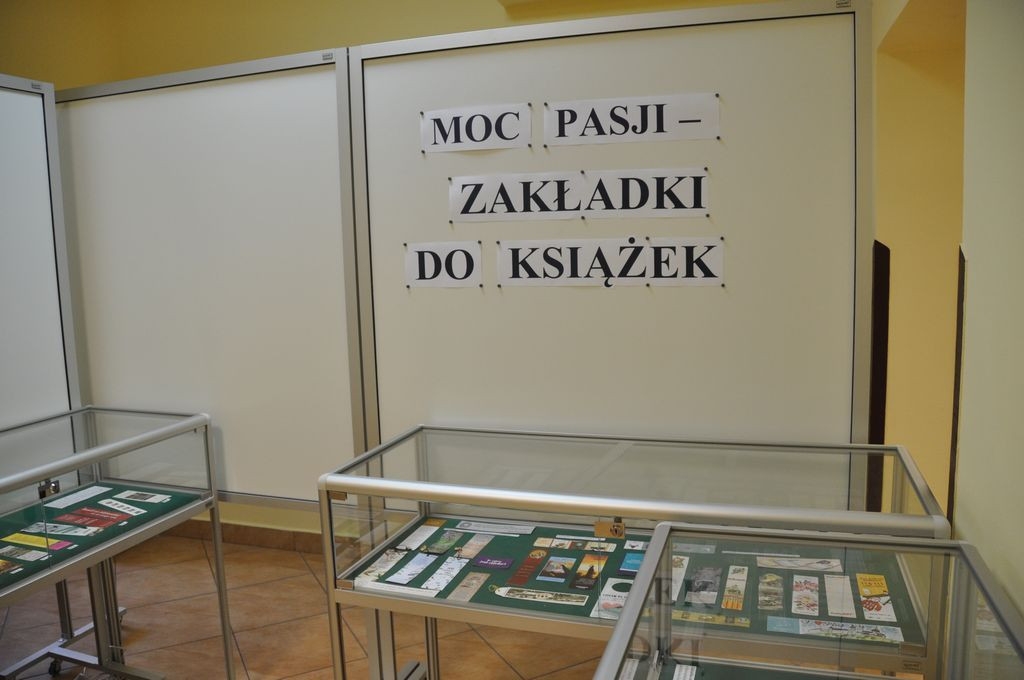 MOC PASJI –
ZAKŁADKI
DO KSIĄŻEK